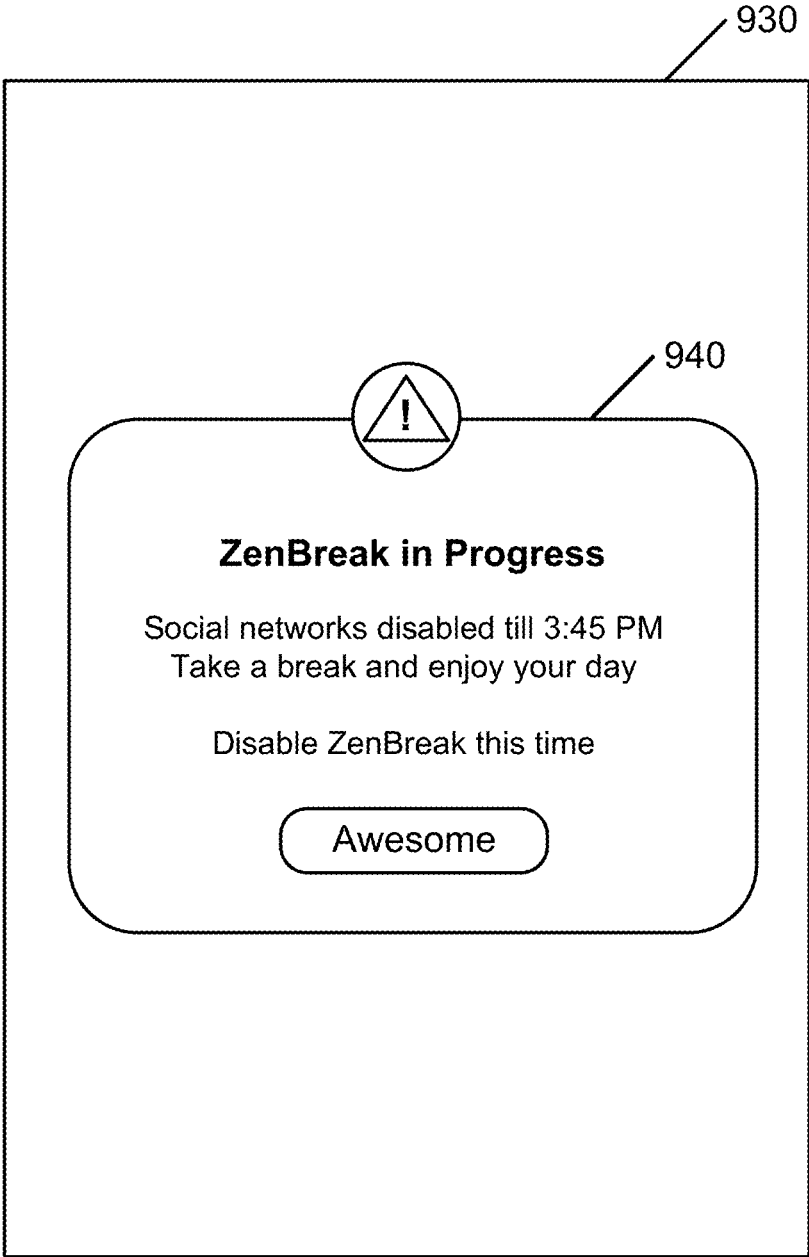 930
940
!
ZenBreak in Progress
Social networks disabled till 3:45 PM
Take a break and enjoy your day
Disable ZenBreak this time
Awesome